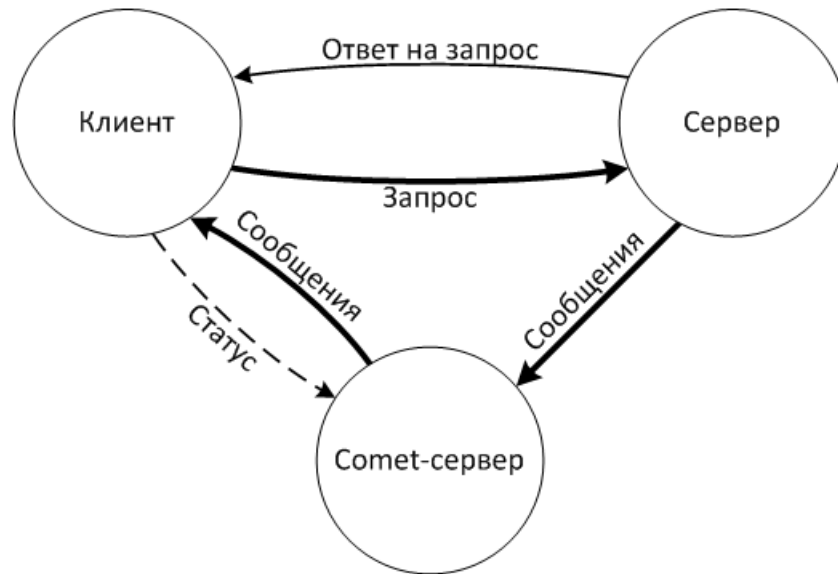 Ответ на запрос
Клиент
Сервер
Запрос
Сообщения
Сообщения
Статус
Comet-сервер